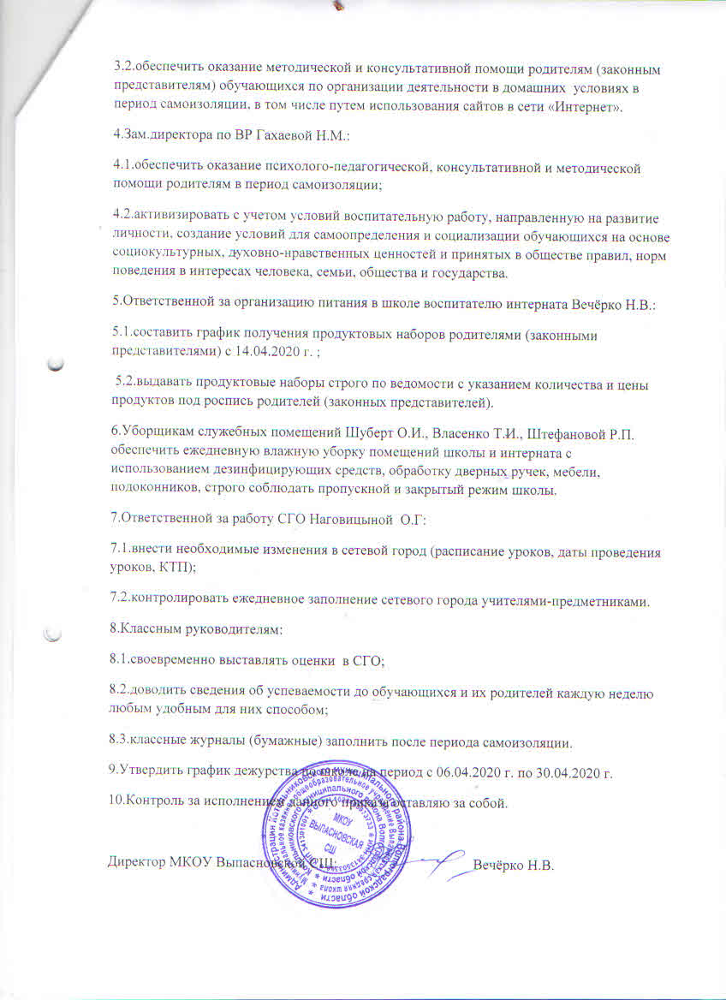 3.2.обеспечить оказание методической и консультативной помощи родителям (законным
представителям) обучающихся по организации деятельности в домашних  условиях в
период самоизоляции, в том числе путем использования сайтов в сети «Интернет».
4.Зам.директора по ВР Гахаевой Н.М.:
4.1.обеспечить оказание психолого-педагогической, консультативной и методической
помощи родителям в период самоизоляции;
4.2.активизировать с учетом условий воспитательную работу, направленную на развитие
личности, создание условий для самоопределения и социализации обучающихся на основе
социокультурных, духовно-нравственных ценностей и принятых в обществе правил, норм
поведения в интересах человека, семьи, общества и государства.
5.Ответственной за организацию питания в школе воспитателю интерната Вечёрко Н.В.:
5.1.составить график получения продуктовых наборов родителями (законными
представителями) с 14.04.2020 г. ;
5.2.выдавать продуктовые наборы строго по ведомости с указанием количества и цены
продуктов под роспись родителей (законных представителей).
6.Уборщикам служебных помещений Шуберт О.И., Власенко Т.И., Штефановой Р.П.
обеспечить ежедневную влажную уборку помещений школы и интерната с
использованием дезинфицирующих средств, обработку дверных ручек, мебели,
подоконников, строго соблюдать пропускной и закрытый режим школы.
7.Ответственной за работу СГО Наговицыной  О.Г:
7.1.внести необходимые изменения в сетевой город (расписание уроков, даты проведения
уроков, КТП);
7.2.контролировать ежедневное заполнение сетевого города учителями-предметниками.
8.Классным руководителям:
8.1.своевременно выставлять оценки  в СГО;
8.2.доводить сведения об успеваемости до обучающихся и их родителей каждую неделю
любым удобным для них способом;
8.3.классные журналы (бумажные) заполнить после периода самоизоляции.
9.Утвердить график дежурства по школе на период с 06.04.2020 г. по 30.04.2020 г.
10.Контроль за исполнением данного приказа оставляю за собой.
Директор МКОУ Выпасновской СШ: Вечёрко Н.В.
Администрация Котельниковского муниципального района Волгоградской области
МКОУ
ВЫПАСНОВСКАЯ
СШ